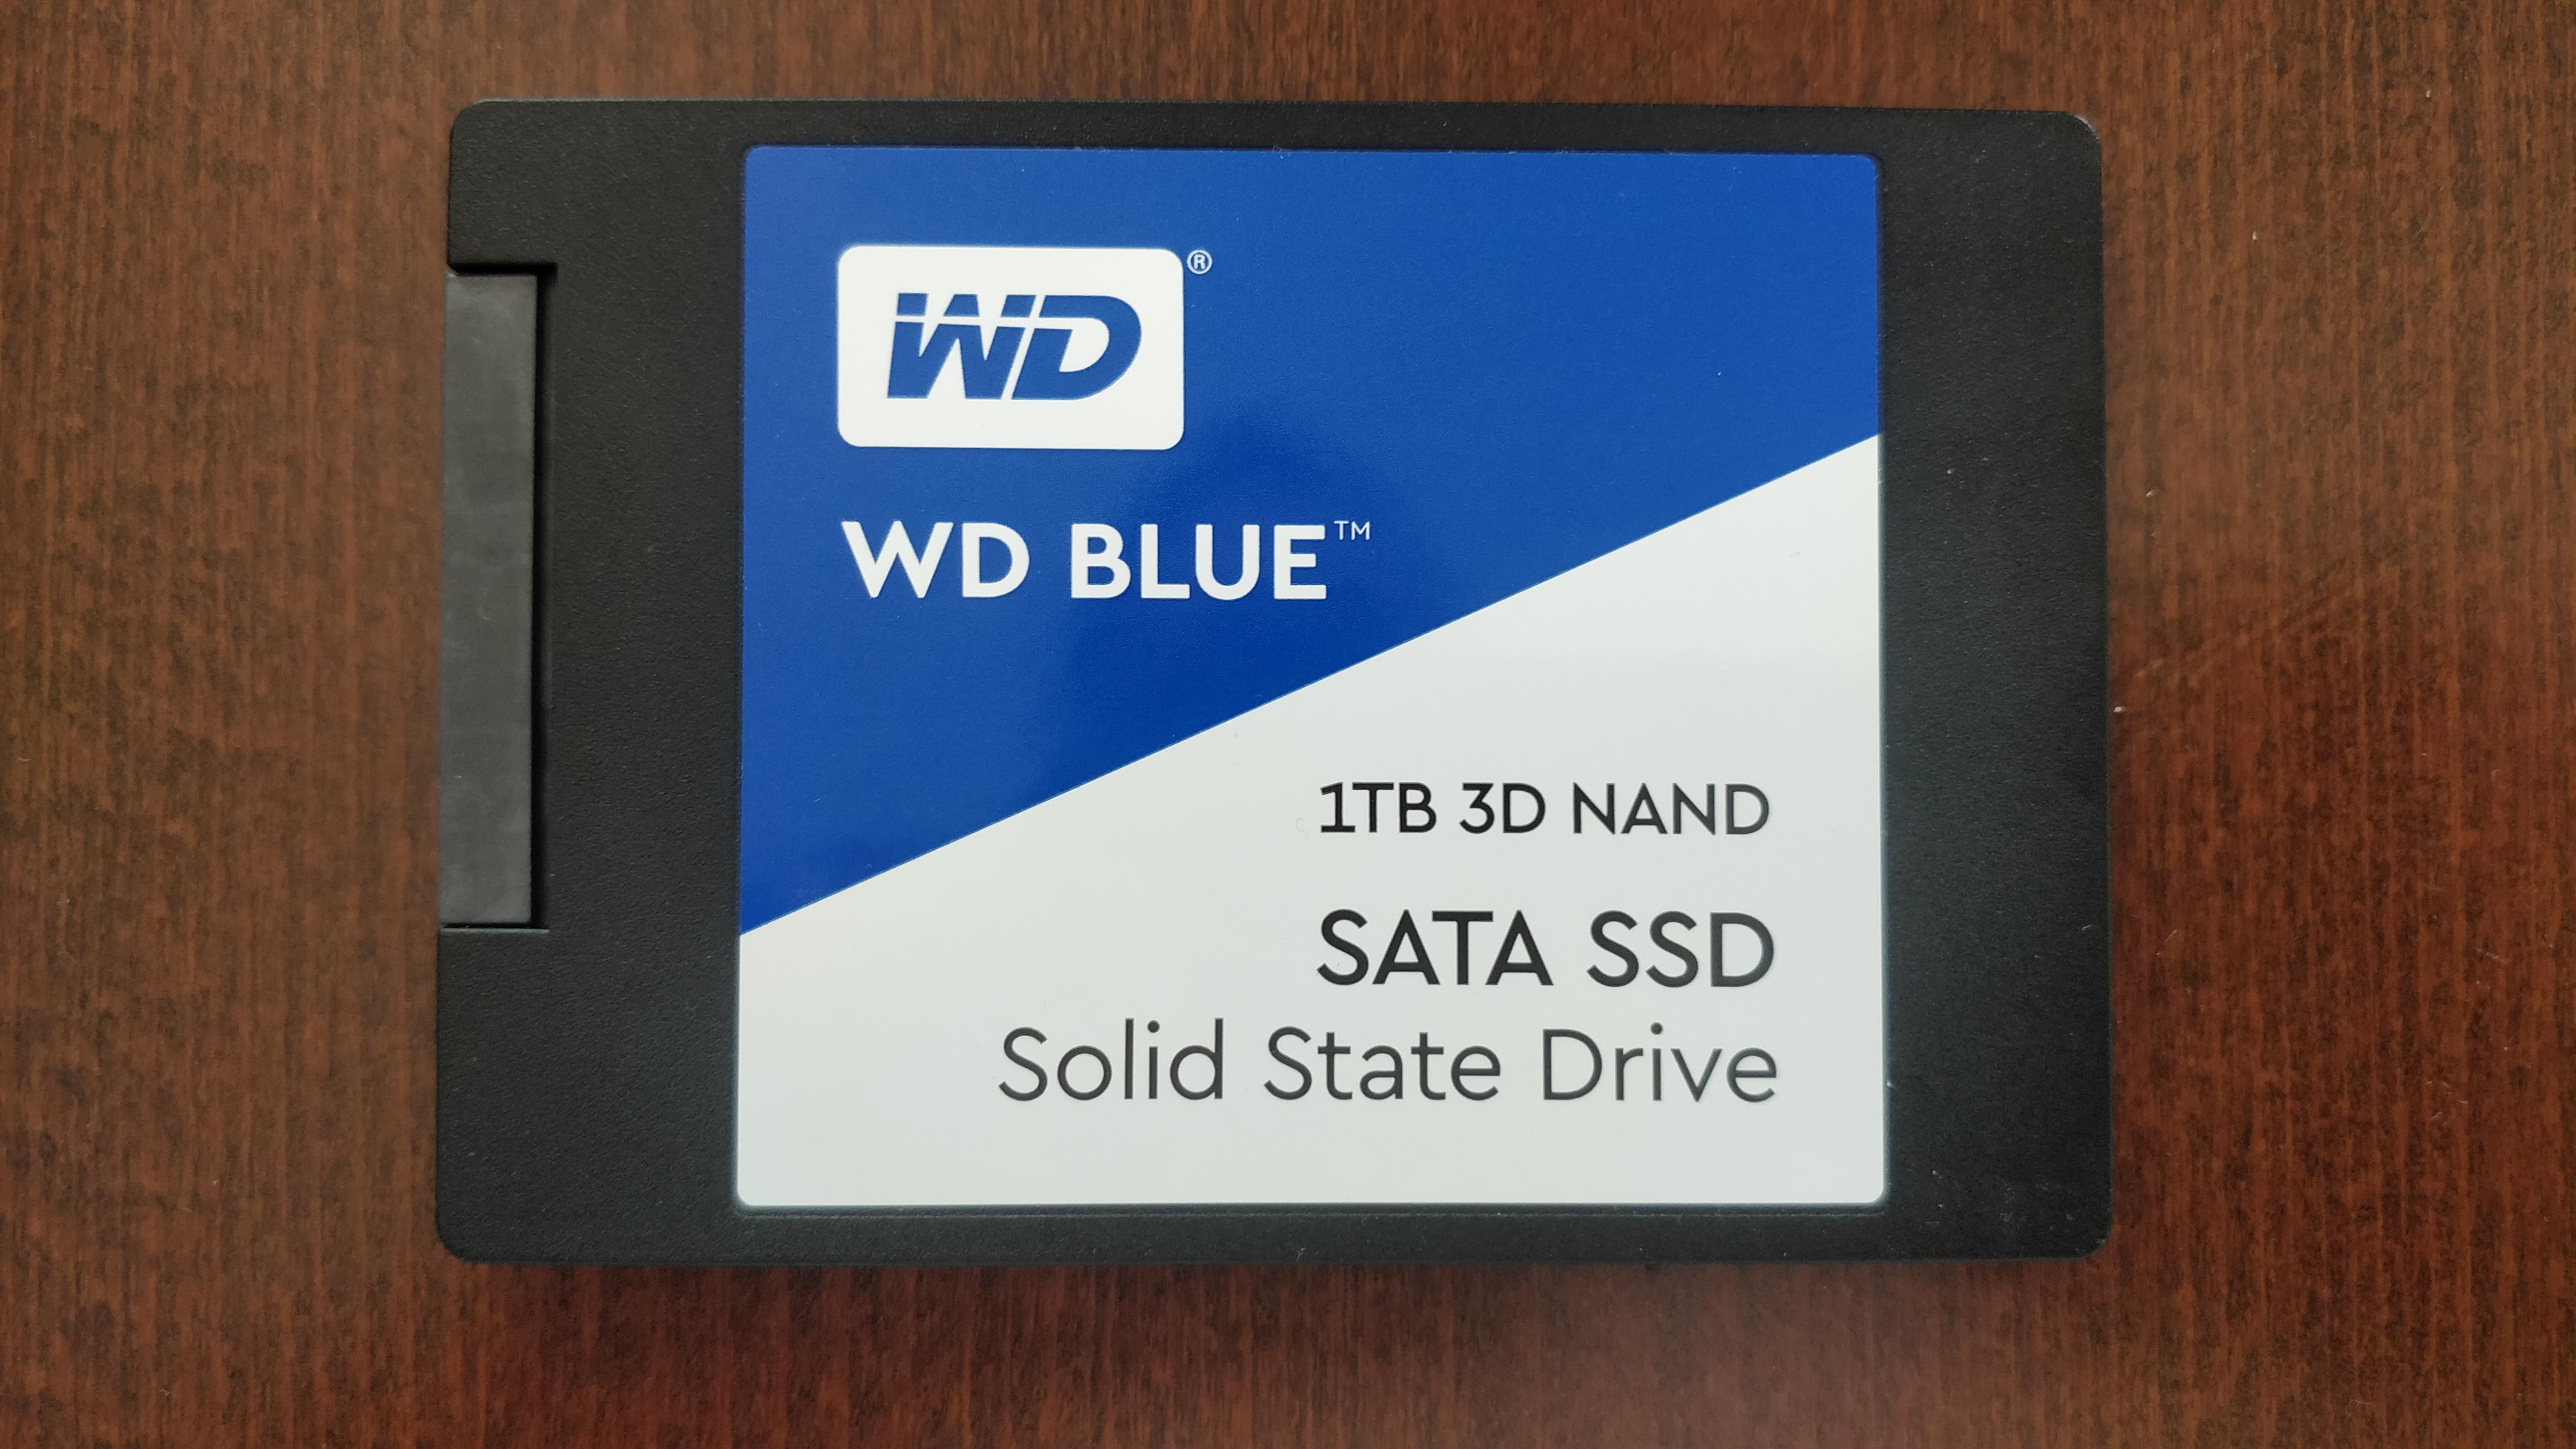 WD®
WD BLUE™
1TB 3D NAND
SATA SSD
Solid State Drive